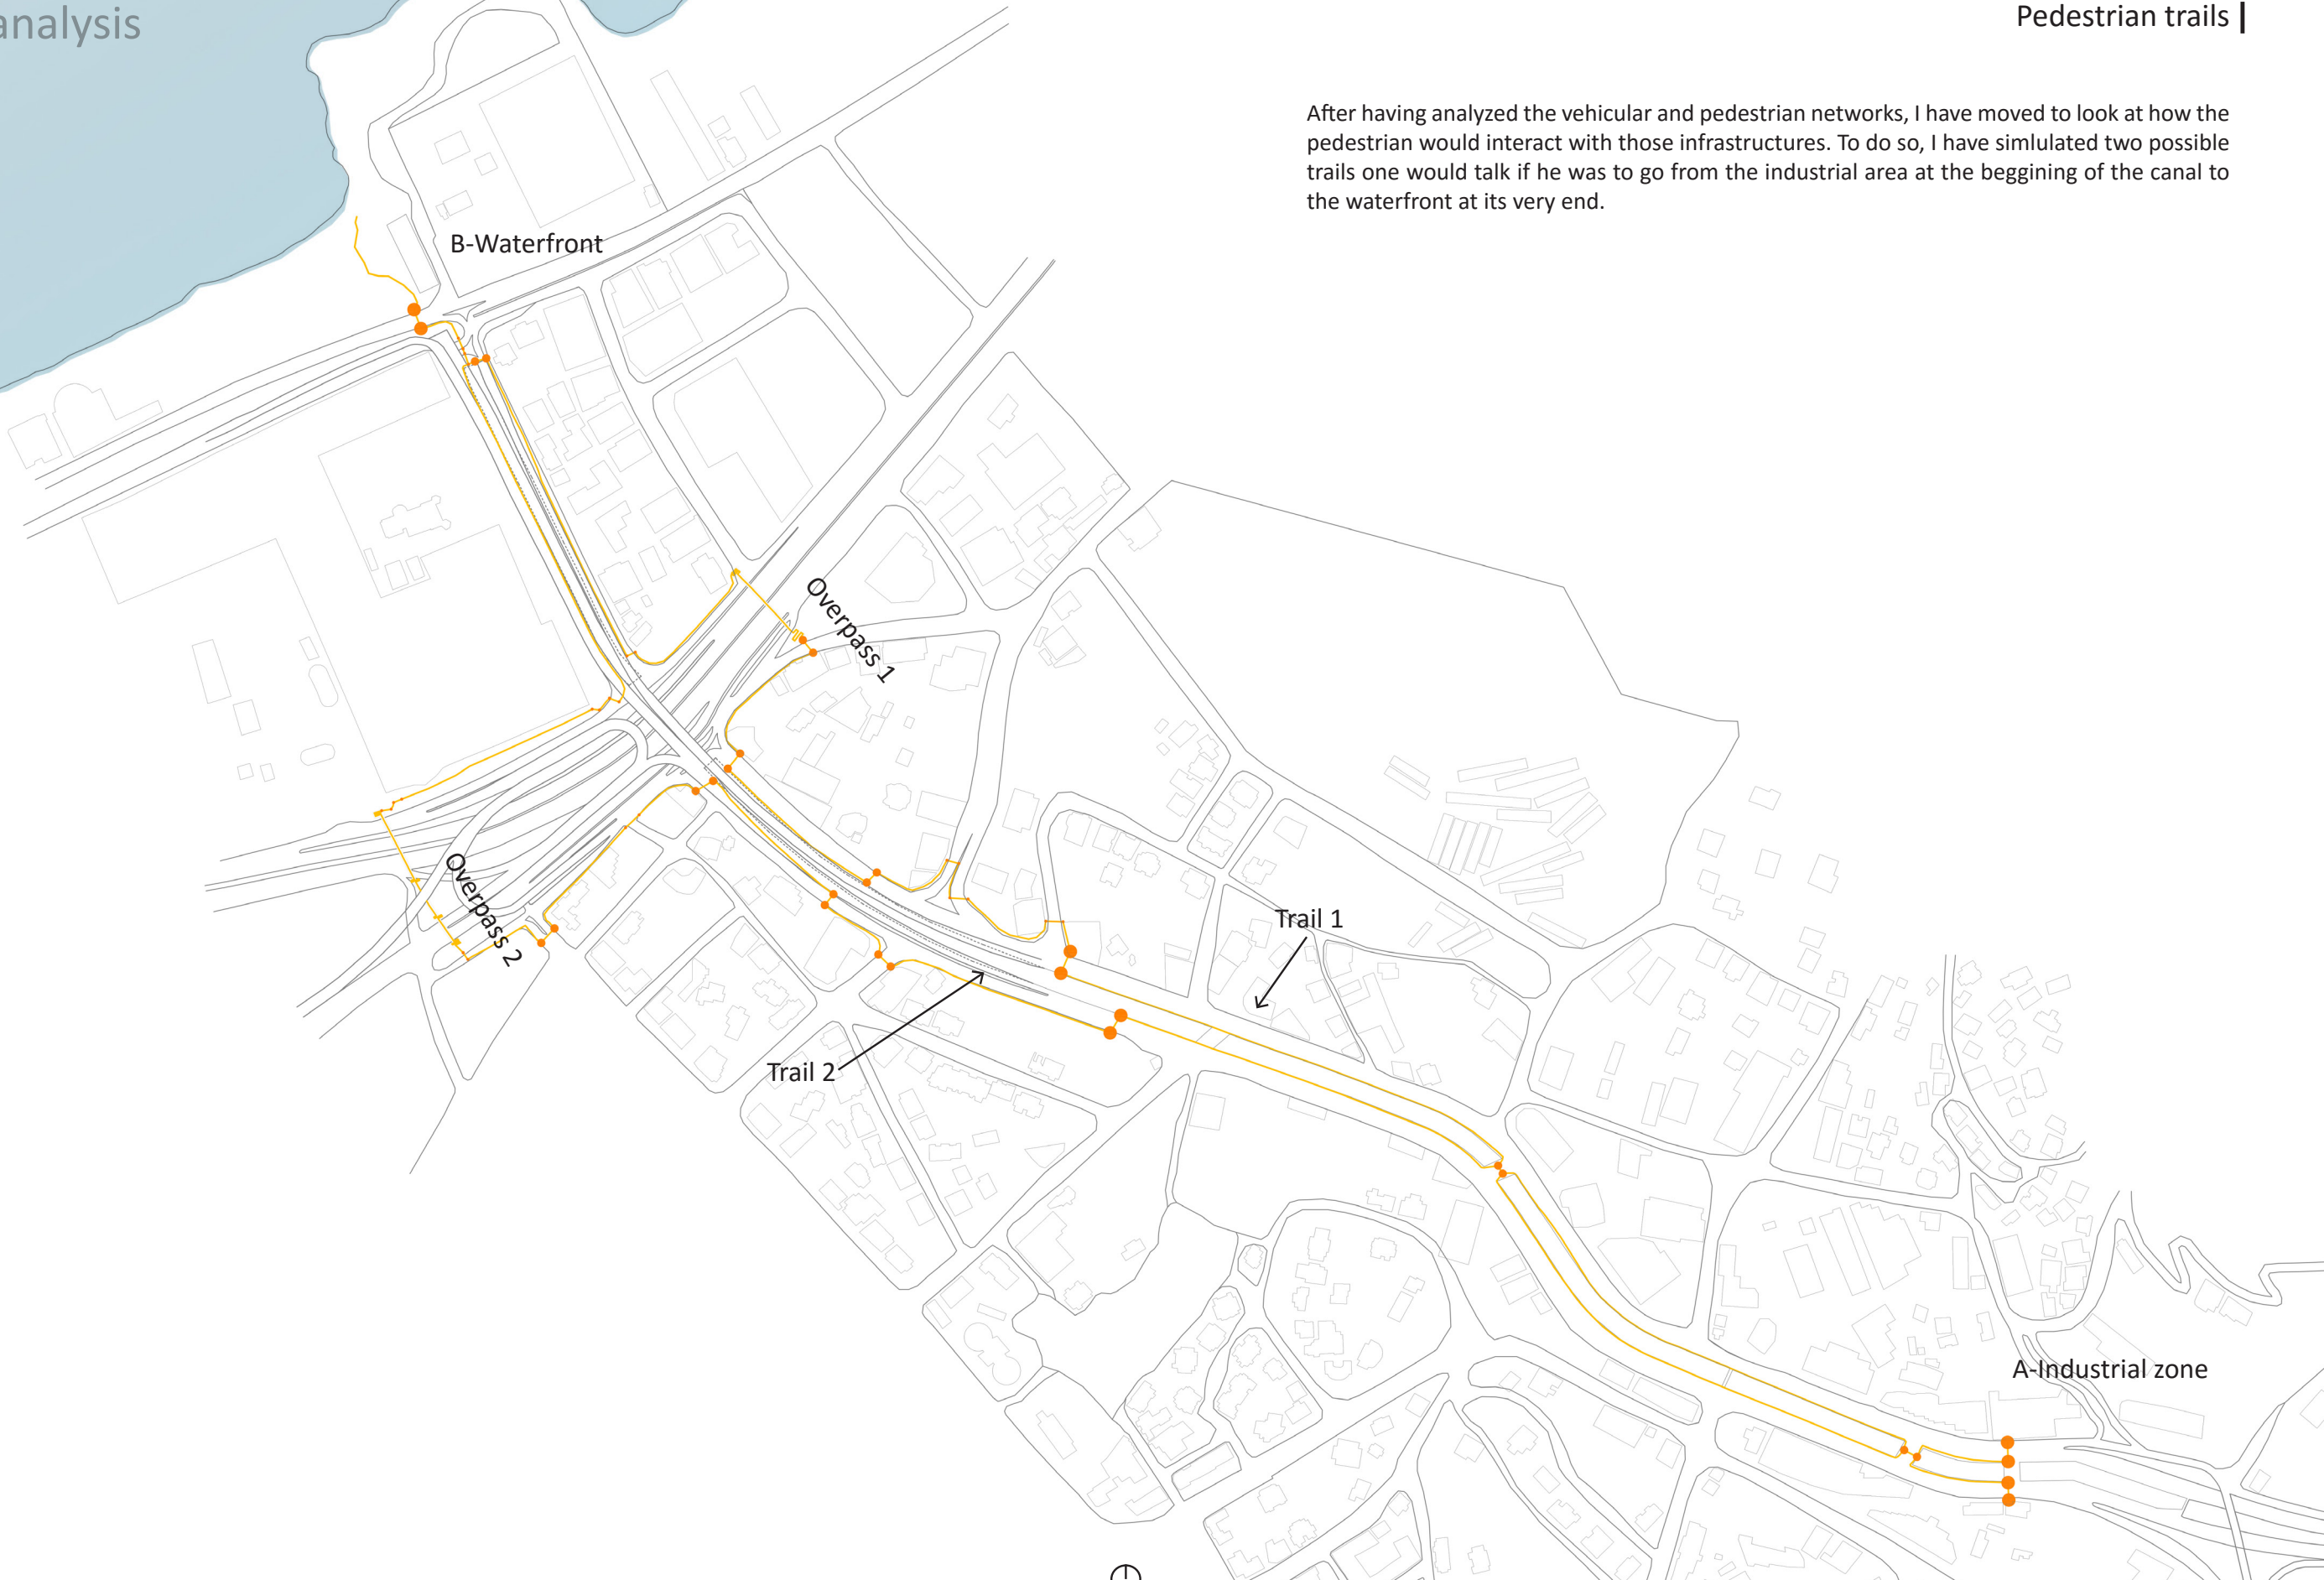 analysis
Pedestrian trails |
After having analyzed the vehicular and pedestrian networks, I have moved to look at how the
pedestrian would interact with those infrastructures. To do so, I have simlulated two possible
trails one would talk if he was to go from the industrial area at the beggining of the canal to
the waterfront at its very end.
B-Waterfront
Overpass 1
Overpass 2
Trail 1
Trail 2
A-Industrial zone